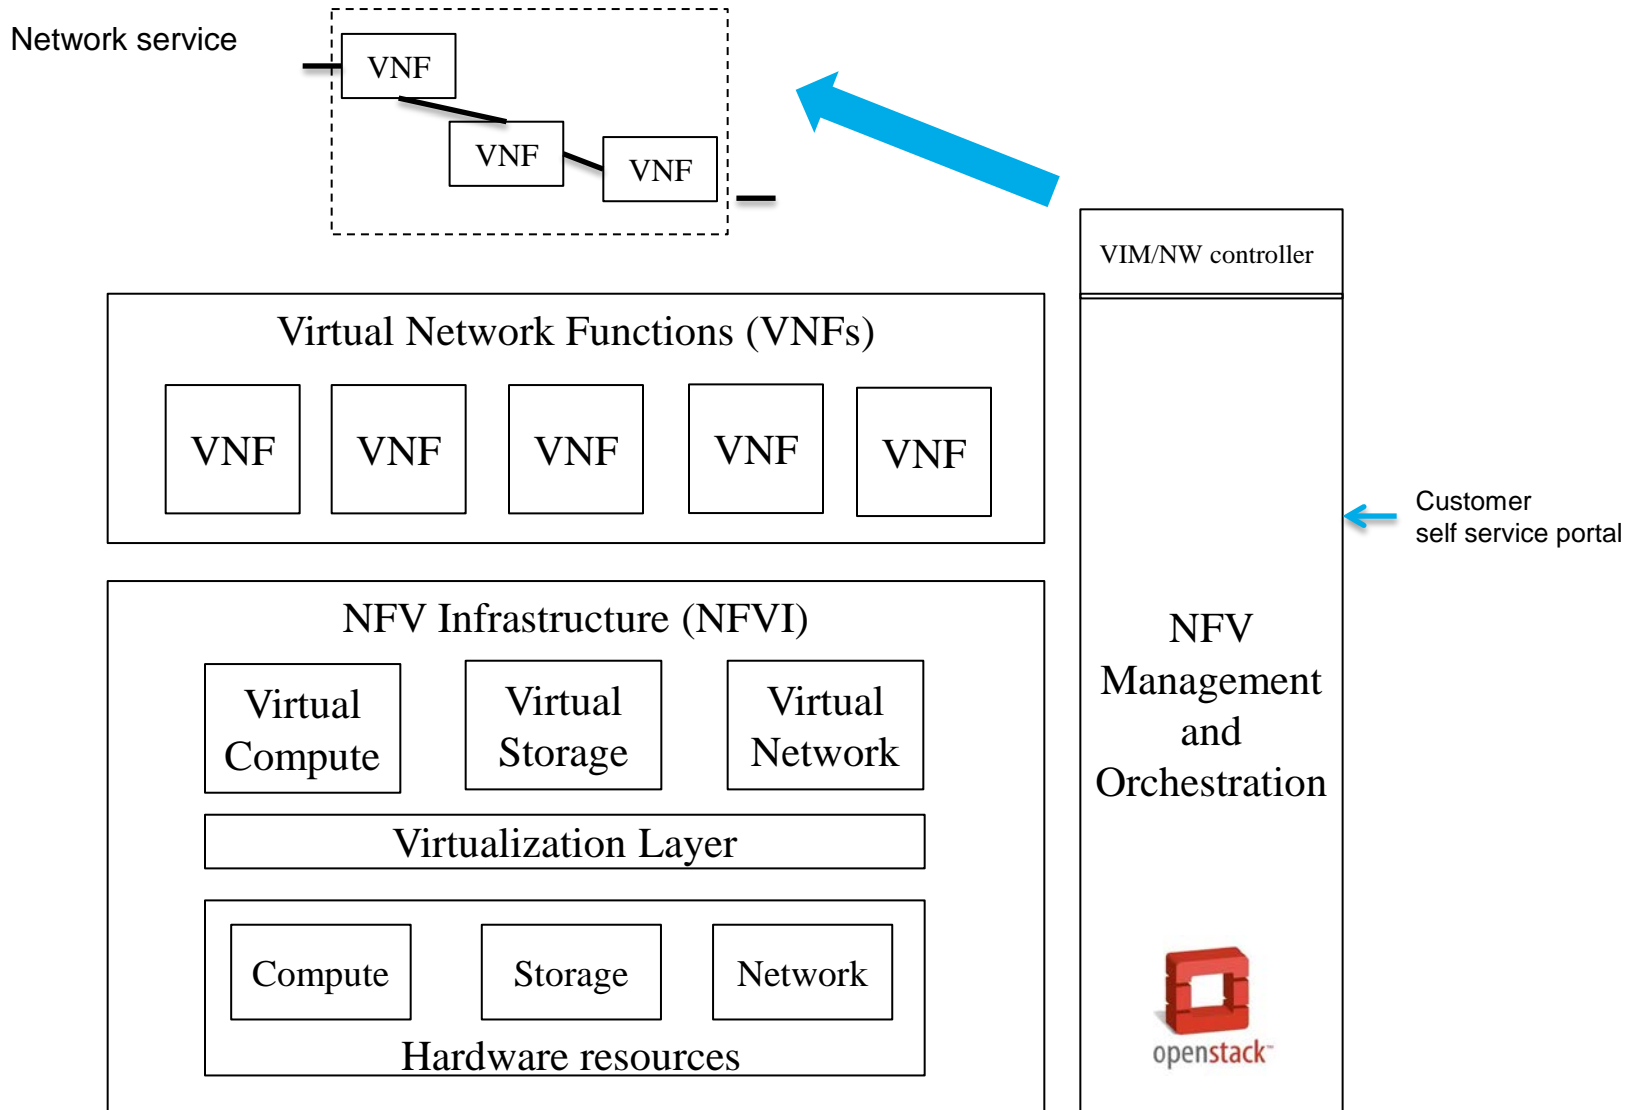 Network service
VNF
VNF
VNF
VIM/NW controller
Virtual Network Functions (VNFs)
VNF
VNF
VNF
VNF
VNF
Customer
self service portal
NFV Infrastructure (NFVI)
Virtual
Compute
Virtual
Storage
Virtual
Network
Virtualization Layer
Compute
Storage
Network
Hardware resources
NFV
Management
and
Orchestration
openstack™